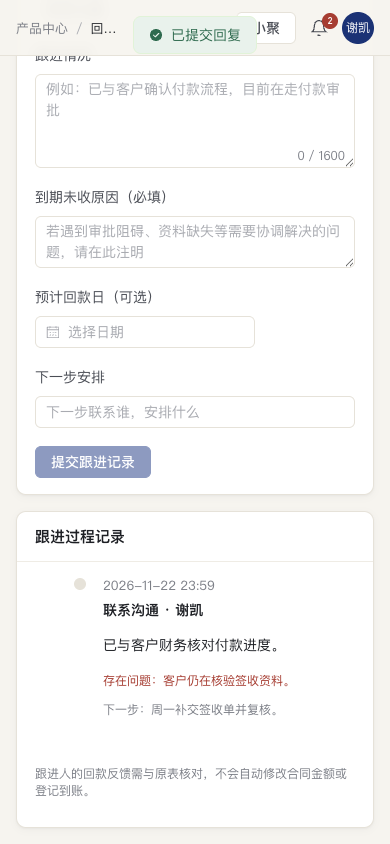 产品中心 / 回...
已提交回复
小聚
2
谢凯
跟进情况
例如：已与客户确认付款流程，目前在走付款审
批
0 / 1600
到期未收原因（必填）
若遇到审批阻碍、资料缺失等需要协调解决的问
题，请在此注明
预计回款日（可选）
选择日期
下一步安排
下一步联系谁，安排什么
提交跟进记录
跟进过程记录
2026-11-22 23:59
联系沟通 · 谢凯
已与客户财务核对付款进度。
存在问题：客户仍在核验签收资料。
下一步：周一补交签收单并复核。
跟进人的回款反馈需与原表核对，不会自动修改合同金额或
登记到账。